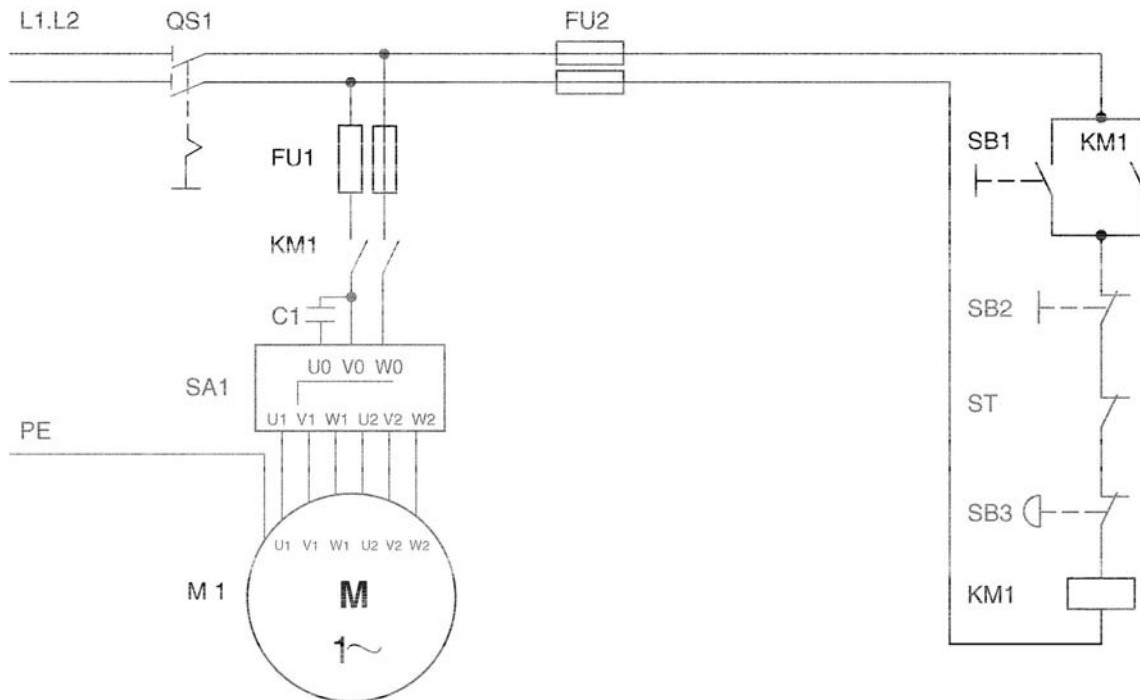 L1.L2 QS1 FU2
FU1
SB1 KM1
KM1
C1
SB2
U0 V0 W0
SA1
U1 V1 W1 U2 V2 W2
ST
PE
SB3
U1 V1 W1 U2 V2 W2
M 1
M
KM1
1~